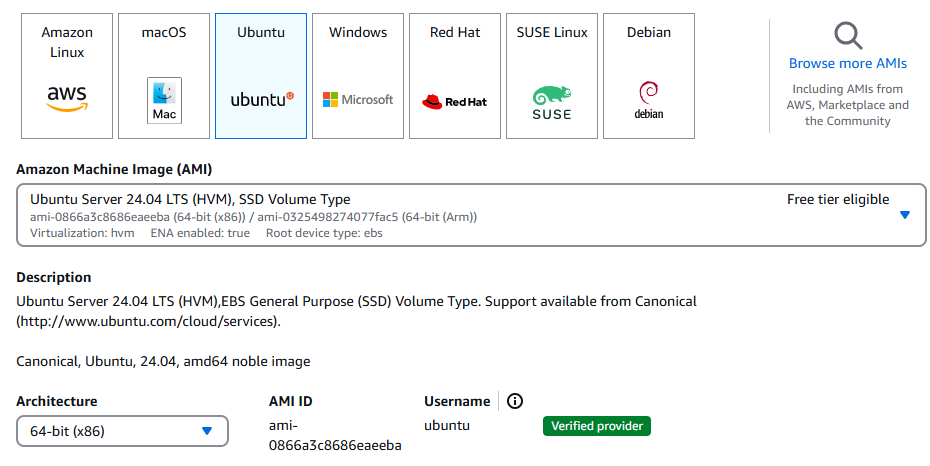 Amazon
Linux
aws
macOS
Mac
Ubuntu
ubuntu
Windows
Microsoft
Red Hat
Red Hat
SUSE Linux
SUSE
Debian
debian
Browse more AMIs
Including AMIs from
AWS, Marketplace and
the Community
Amazon Machine Image (AMI)
Ubuntu Server 24.04 LTS (HVM), SSD Volume Type
Free tier eligible
ami-0866a3c8686eaeeba (64-bit (x86)) / ami-0325498274077fac5 (64-bit (Arm))
Virtualization: hvm ENA enabled: true Root device type: ebs
Description
Ubuntu Server 24.04 LTS (HVM),EBS General Purpose (SSD) Volume Type. Support available from Canonical
(http://www.ubuntu.com/cloud/services).
Canonical, Ubuntu, 24.04, amd64 noble image
Architecture
64-bit (x86)
AMI ID
ami-
0866a3c8686eaeeba
Username
ubuntu
Verified provider